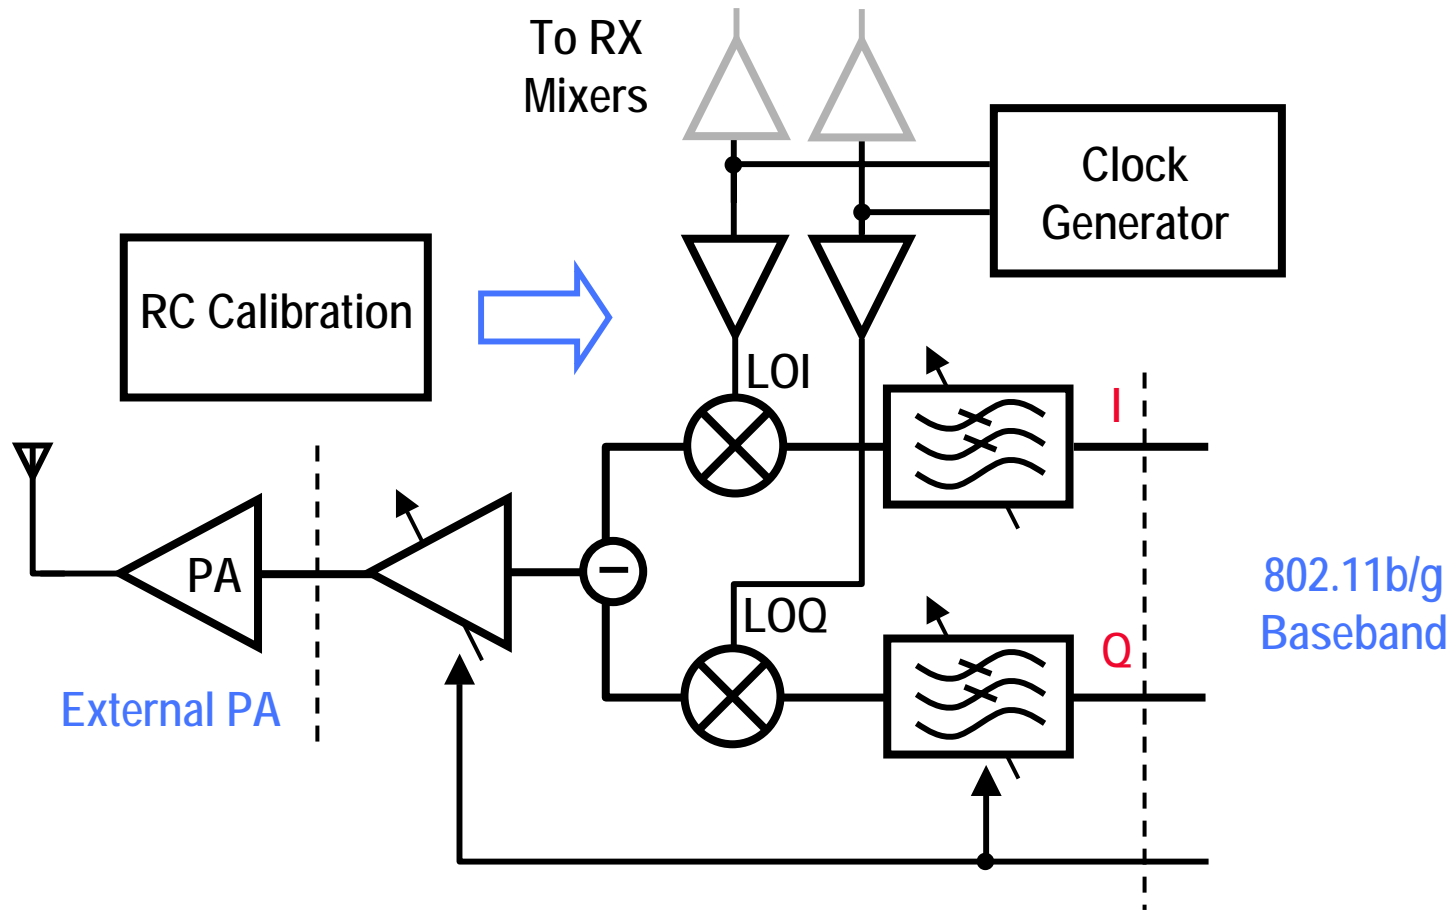 To RX
Mixers
Clock
Generator
RC Calibration
LOI
I
PA
−
LOQ
802.11b/g
Baseband
Q
External PA